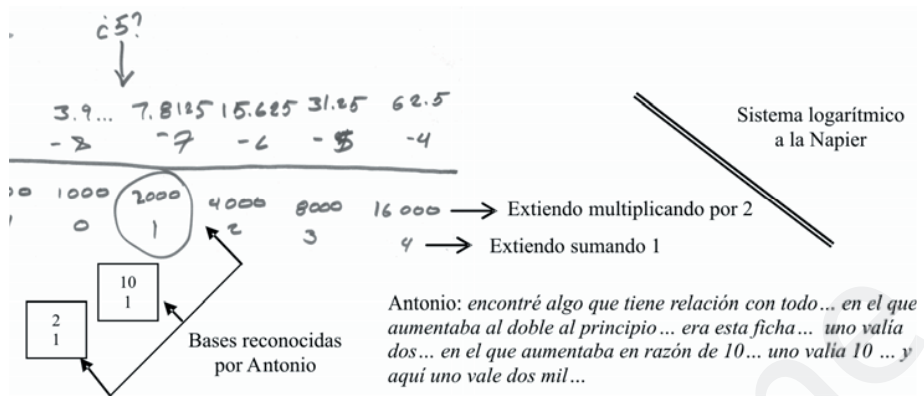 ¿5?
3.9... 7.8125 15.625 31.25 62.5
-8 -7 -6 -5 -4
1000 2000 4000 8000 16 000 Extiendo multiplicando por 2
0 1 2 3 4 Extiendo sumando 1
Sistema logarítmico
a la Napier
10
1
2
1
Bases reconocidas
por Antonio
Antonio: encontré algo que tiene relación con todo... en el que
aumentaba al doble al principio... era esta ficha... uno valía
dos... en el que aumentaba en razón de 10... uno valía 10 ... y
aquí uno vale dos mil...